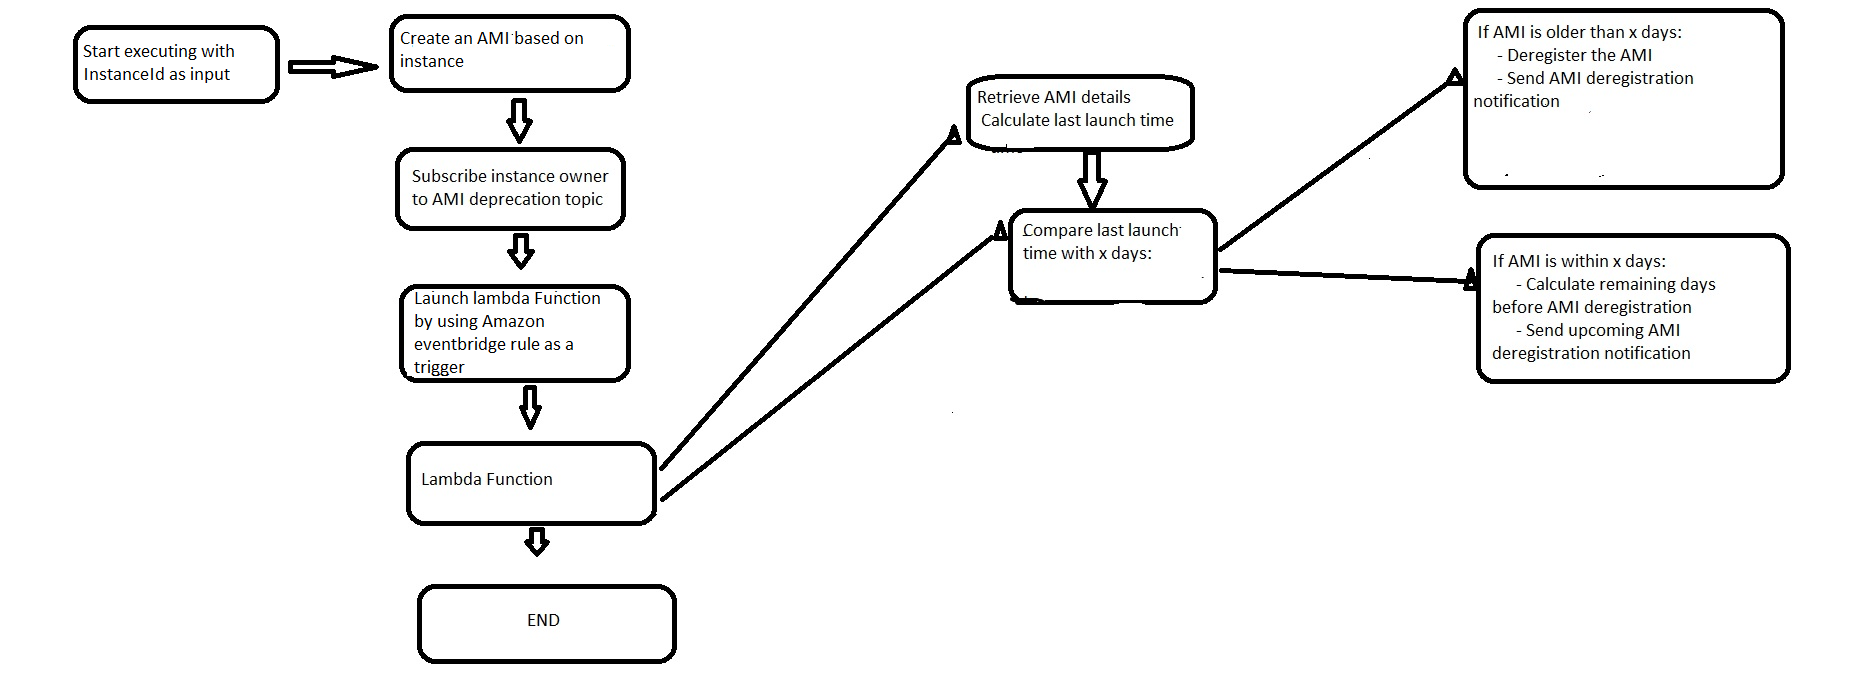 Start executing with
InstanceId as input
Create an AMI based on
instance
Subscribe instance owner
to AMI deprecation topic
Launch lambda Function
by using Amazon
eventbridge rule as a
trigger
Lambda Function
END
Retrieve AMI details
Calculate last launch time
Compare last launch
time with x days:
If AMI is older than x days:
- Deregister the AMI
- Send AMI deregistration
notification
If AMI is within x days:
- Calculate remaining days
before AMI deregistration
- Send upcoming AMI
deregistration notification